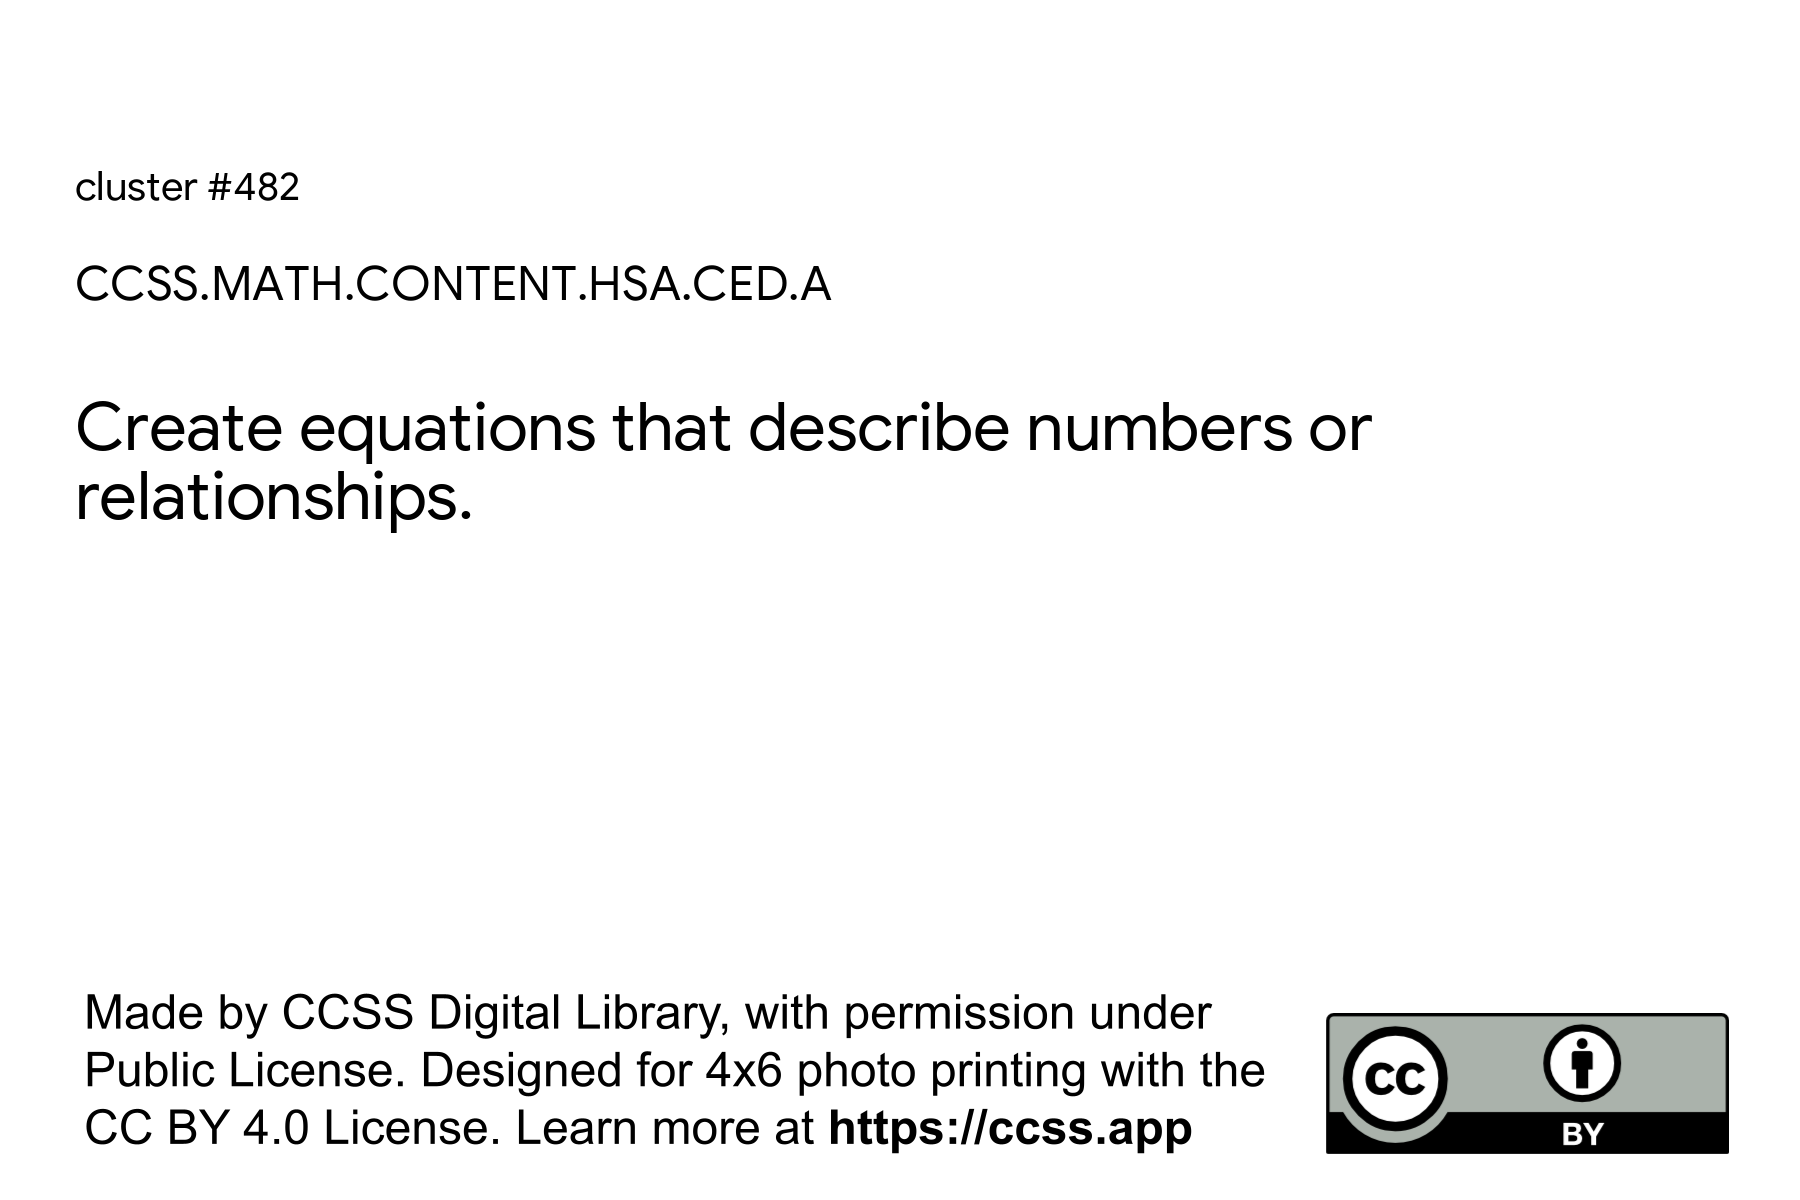 cluster #482
CCSS.MATH.CONTENT.HSA.CED.A
Create equations that describe numbers or
relationships.
Made by CCSS Digital Library, with permission under
Public License. Designed for 4x6 photo printing with the
CC BY 4.0 License. Learn more at https://ccss.app
cc
BY